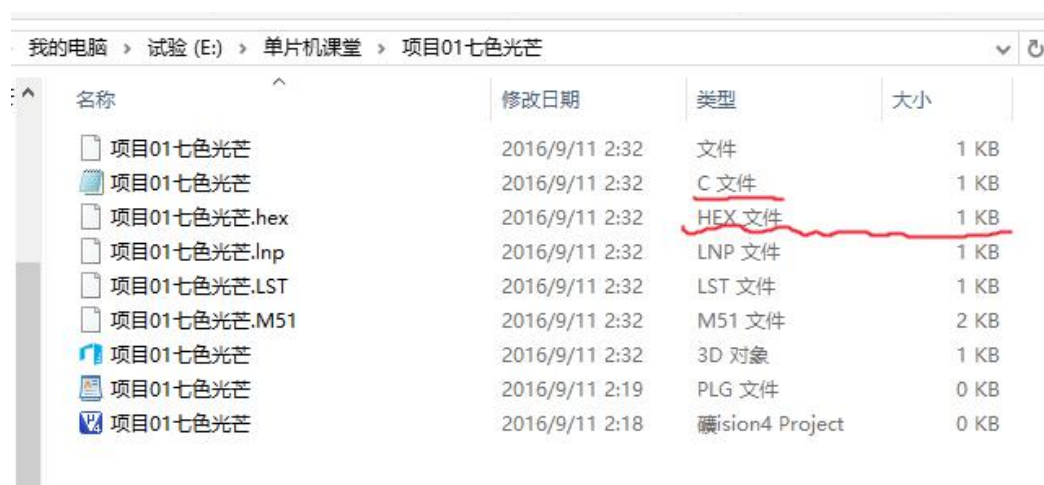 我的电脑 › 试验 (E:) › 单片机课堂 › 项目01七色光芒
名称 修改日期 类型 大小
项目01七色光芒 2016/9/11 2:32 文件 1 KB
项目01七色光芒 2016/9/11 2:32 C 文件 1 KB
项目01七色光芒.hex 2016/9/11 2:32 HEX 文件 1 KB
项目01七色光芒.lnp 2016/9/11 2:32 LNP 文件 1 KB
项目01七色光芒.LST 2016/9/11 2:32 LST 文件 1 KB
项目01七色光芒.M51 2016/9/11 2:32 M51 文件 2 KB
项目01七色光芒 2016/9/11 2:32 3D 对象 1 KB
项目01七色光芒 2016/9/11 2:19 PLG 文件 0 KB
项目01七色光芒 2016/9/11 2:18 礦ision4 Project 0 KB